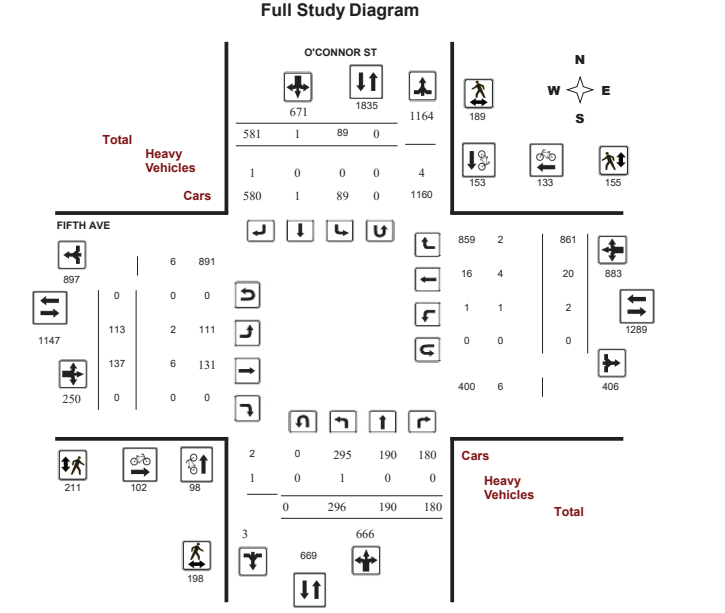 Full Study Diagram
O'CONNOR ST
N
W E
S
671
1835
1164
189
581 1 89 0
Total
Heavy
Vehicles
1 0 0 0 4
Cars
580 1 89 0 1160
153 133 155
FIFTH AVE
859 2 861
6 891
897
16 4 20 883
0 0 0
1 1 2
113 2 111
1147
1289
0 0 0
137 6 131
250
0 0 0
400 6 406
2 0 295 190 180
Cars
1 0 1 0 0
Heavy
Vehicles
211 102 98
0 296 190 180
Total
3 669 666
198